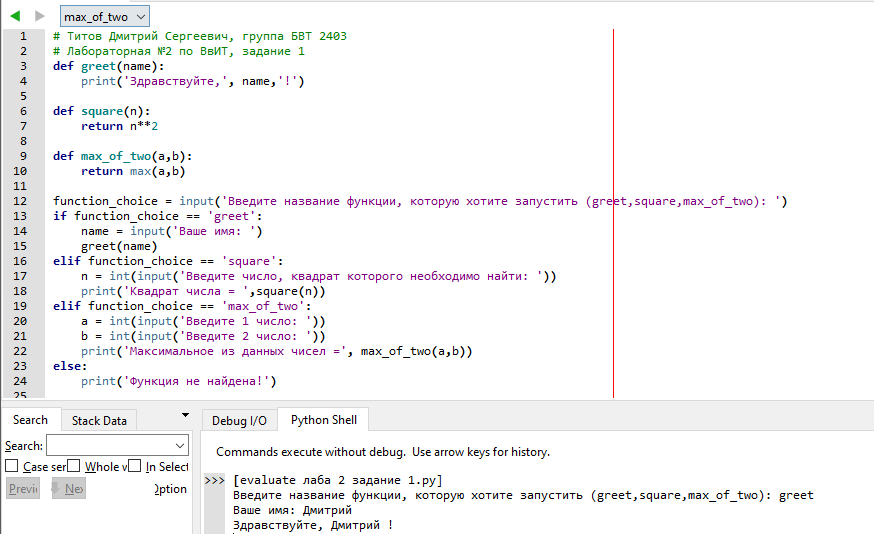 max_of_two
1 # Титов Дмитрий Сергеевич, группа БВТ 2403
2 # Лабораторная №2 по ВвИТ, задание 1
3 def greet(name):
4     print('Здравствуйте,', name,'!')
5
6 def square(n):
7     return n**2
8
9 def max_of_two(a,b):
10     return max(a,b)
11
12 function_choice = input('Введите название функции, которую хотите запустить (greet,square,max_of_two): ')
13 if function_choice == 'greet':
14     name = input('Ваше имя: ')
15     greet(name)
16 elif function_choice == 'square':
17     n = int(input('Введите число, квадрат которого необходимо найти: '))
18     print('Квадрат числа = ',square(n))
19 elif function_choice == 'max_of_two':
20     a = int(input('Введите 1 число: '))
21     b = int(input('Введите 2 число: '))
22     print('Максимальное из данных чисел =', max_of_two(a,b))
23 else:
24     print('Функция не найдена!')
25
Search Stack Data Debug I/O Python Shell
Search:
Case ser Whole v In Select
Previ Nex Option
Commands execute without debug. Use arrow keys for history.
>>> [evaluate лаба 2 задание 1.py]
Введите название функции, которую хотите запустить (greet,square,max_of_two): greet
Ваше имя: Дмитрий
Здравствуйте, Дмитрий !